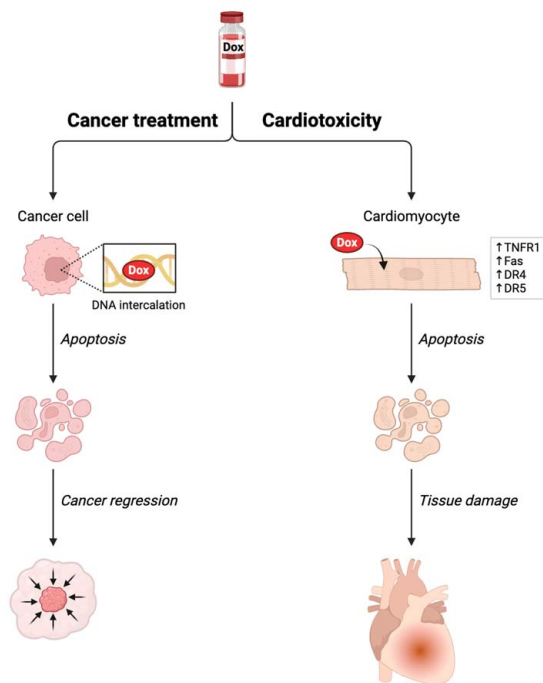 Dox
Cancer treatment
Cardiotoxicity
Cancer cell
Cardiomyocyte
Dox
DNA intercalation
Dox
↑TNFR1
↑Fas
↑DR4
↑DR5
Apoptosis
Apoptosis
Cancer regression
Tissue damage